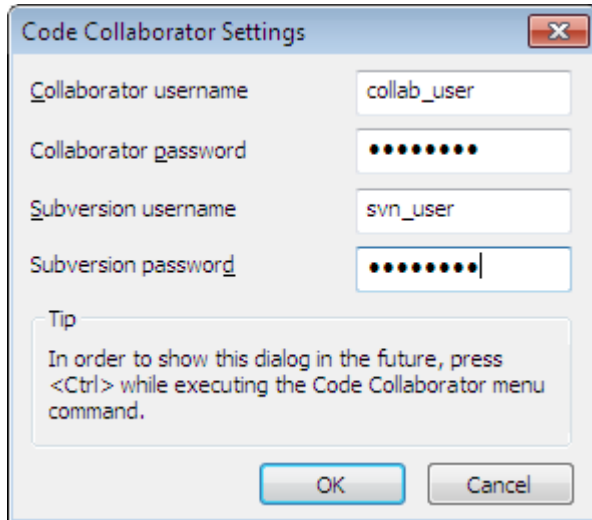 Code Collaborator Settings
Collaborator username
collab_user
Collaborator password
●●●●●●●●
Subversion username
svn_user
Subversion password
●●●●●●●●
Tip
In order to show this dialog in the future, press
<Ctrl> while executing the Code Collaborator menu
command.
OK
Cancel